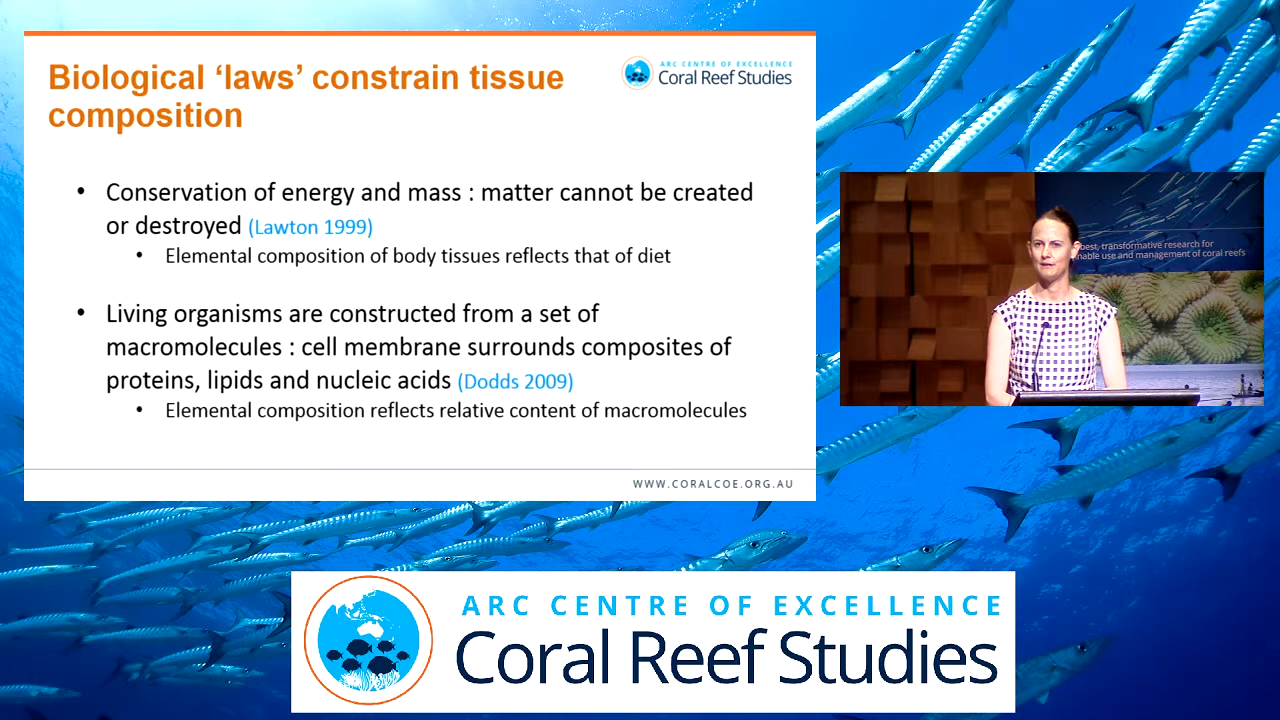 Biological ‘laws’ constrain tissue
composition
ARC CENTRE OF EXCELLENCE
Coral Reef Studies
• Conservation of energy and mass : matter cannot be created
or destroyed (Lawton 1999)
• Elemental composition of body tissues reflects that of diet
• Living organisms are constructed from a set of
macromolecules : cell membrane surrounds composites of
proteins, lipids and nucleic acids (Dodds 2009)
• Elemental composition reflects relative content of macromolecules
WWW.CORALCOE.ORG.AU
best, transformative research for
use and management of coral reefs
ARC CENTRE OF EXCELLENCE
Coral Reef Studies